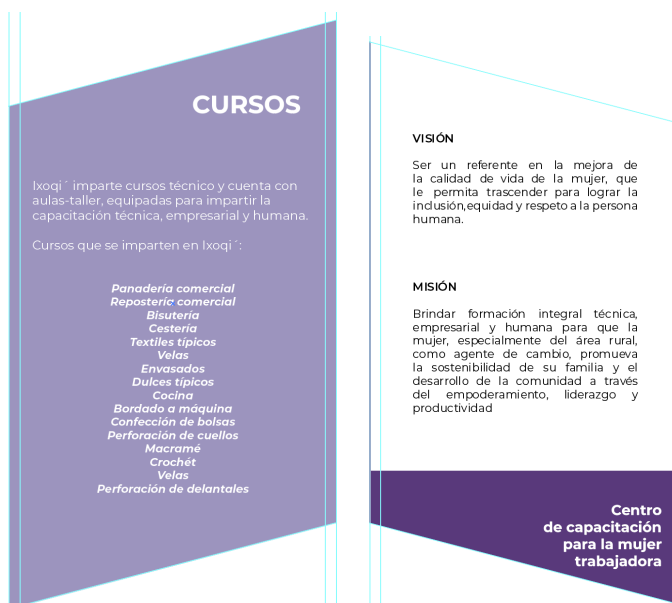 CURSOS
Ixoqi´ imparte cursos técnico y cuenta con
aulas-taller, equipadas para impartir la
capacitación técnica, empresarial y humana.
Cursos que se imparten en Ixoqi´:
Panadería comercial
Repostería comercial
Bisutería
Cestería
Textiles típicos
Velas
Envasados
Dulces típicos
Cocina
Bordado a máquina
Confección de bolsas
Perforación de cuellos
Macramé
Crochét
Velas
Perforación de delantales
VISIÓN
Ser un referente en la mejora de
la calidad de vida de la mujer, que
le permita trascender para lograr la
inclusión,equidad y respeto a la persona
humana.
MISIÓN
Brindar formación integral técnica,
empresarial y humana para que la
mujer, especialmente del área rural,
como agente de cambio, promueva
la sostenibilidad de su familia y el
desarrollo de la comunidad a través
del empoderamiento, liderazgo y
productividad
Centro
de capacitación
para la mujer
trabajadora